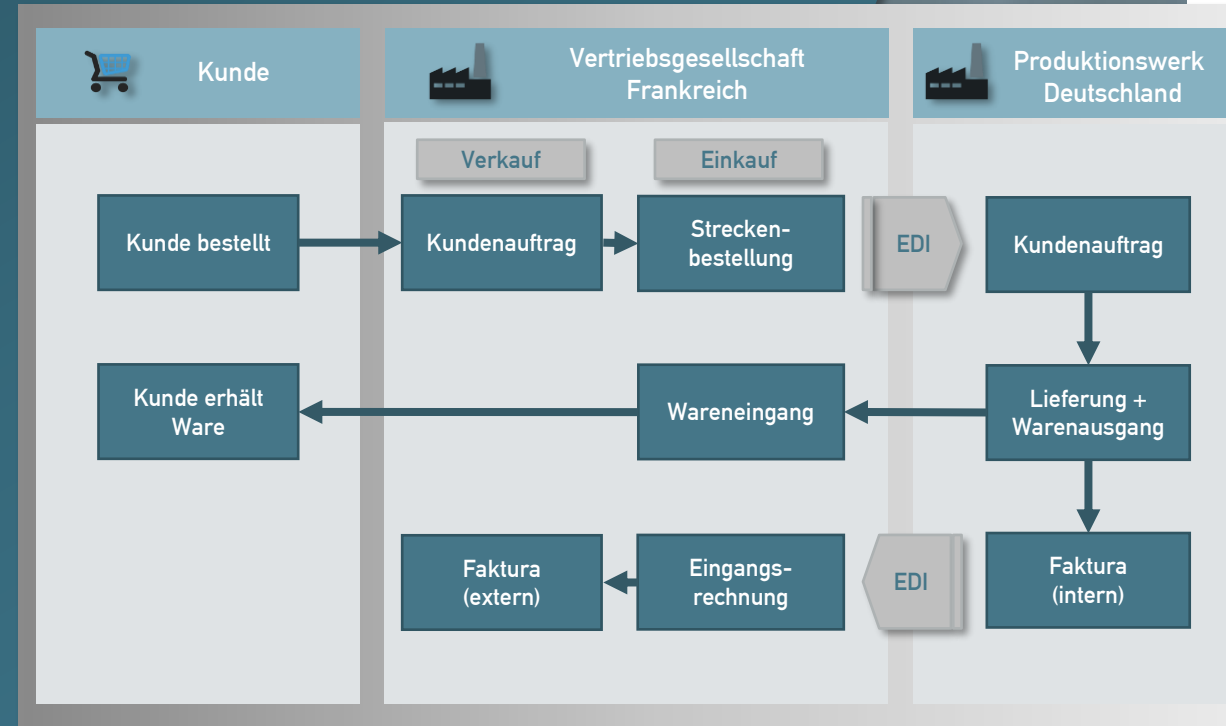 Kunde
Vertriebsgesellschaft
Frankreich
Produktionswerk
Deutschland
Verkauf
Einkauf
Kunde bestellt
Kundenauftrag
Strecken-
bestellung
EDI
Kundenauftrag
Kunde erhält
Ware
Wareneingang
Lieferung +
Warenausgang
Faktura
(extern)
Eingangs-
rechnung
EDI
Faktura
(intern)